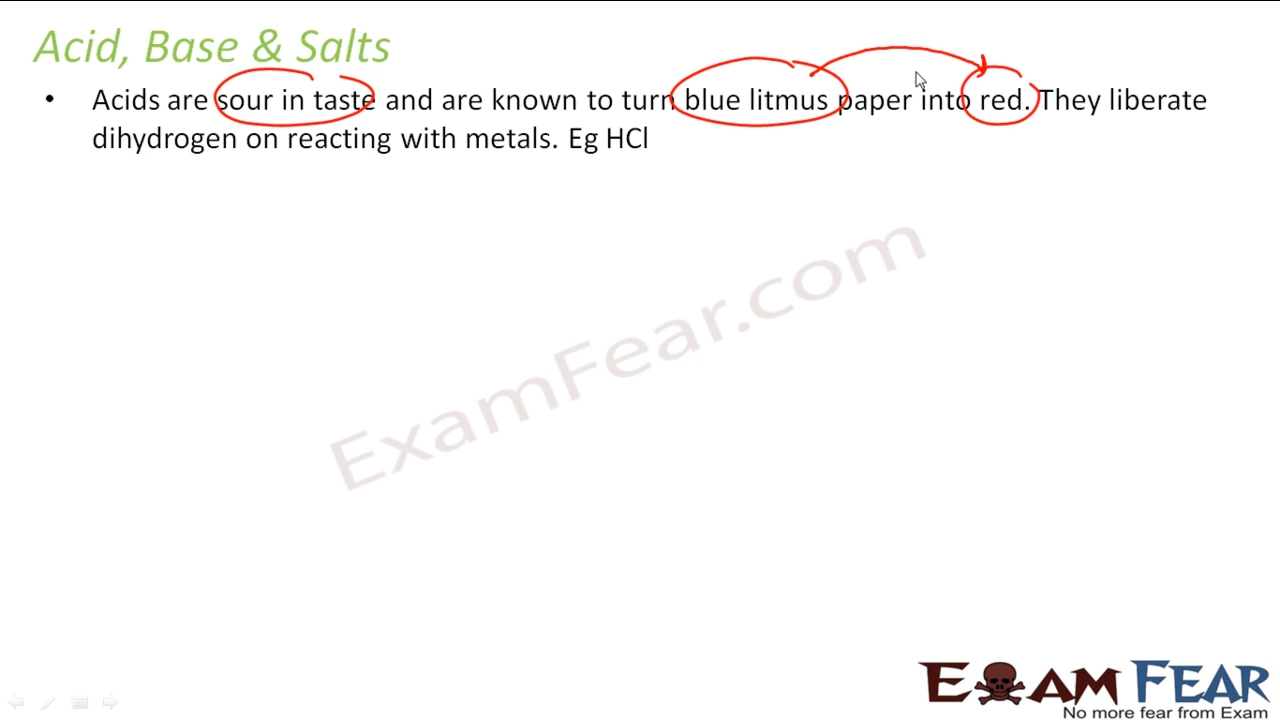 Acid, Base & Salts
• Acids are sour in taste and are known to turn blue litmus paper into red. They liberate
dihydrogen on reacting with metals. Eg HCl
ExamFear.com
EXAM FEAR
No more fear from Exam